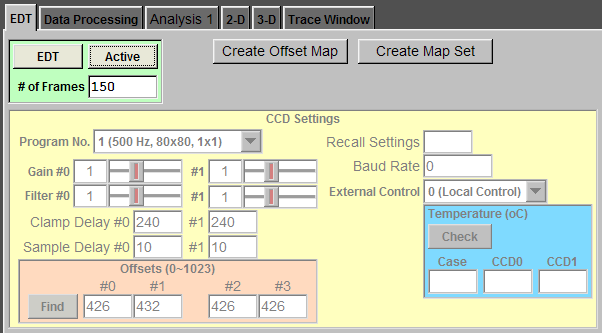 EDT Data Processing Analysis 1 2-D 3-D Trace Window
EDT Active Create Offset Map Create Map Set
# of Frames 150
CCD Settings
Program No. 1 (500 Hz, 80x80, 1x1) Recall Settings
Gain #0 1 #1 1 Baud Rate 0
Filter #0 1 #1 1 External Control 0 (Local Control)
Clamp Delay #0 240 #1 240 Temperature (oC)
Sample Delay #0 10 #1 10 Check
Offsets (0~1023) Case CCD0 CCD1
#0 #1 #2 #3
Find 426 432 426 426